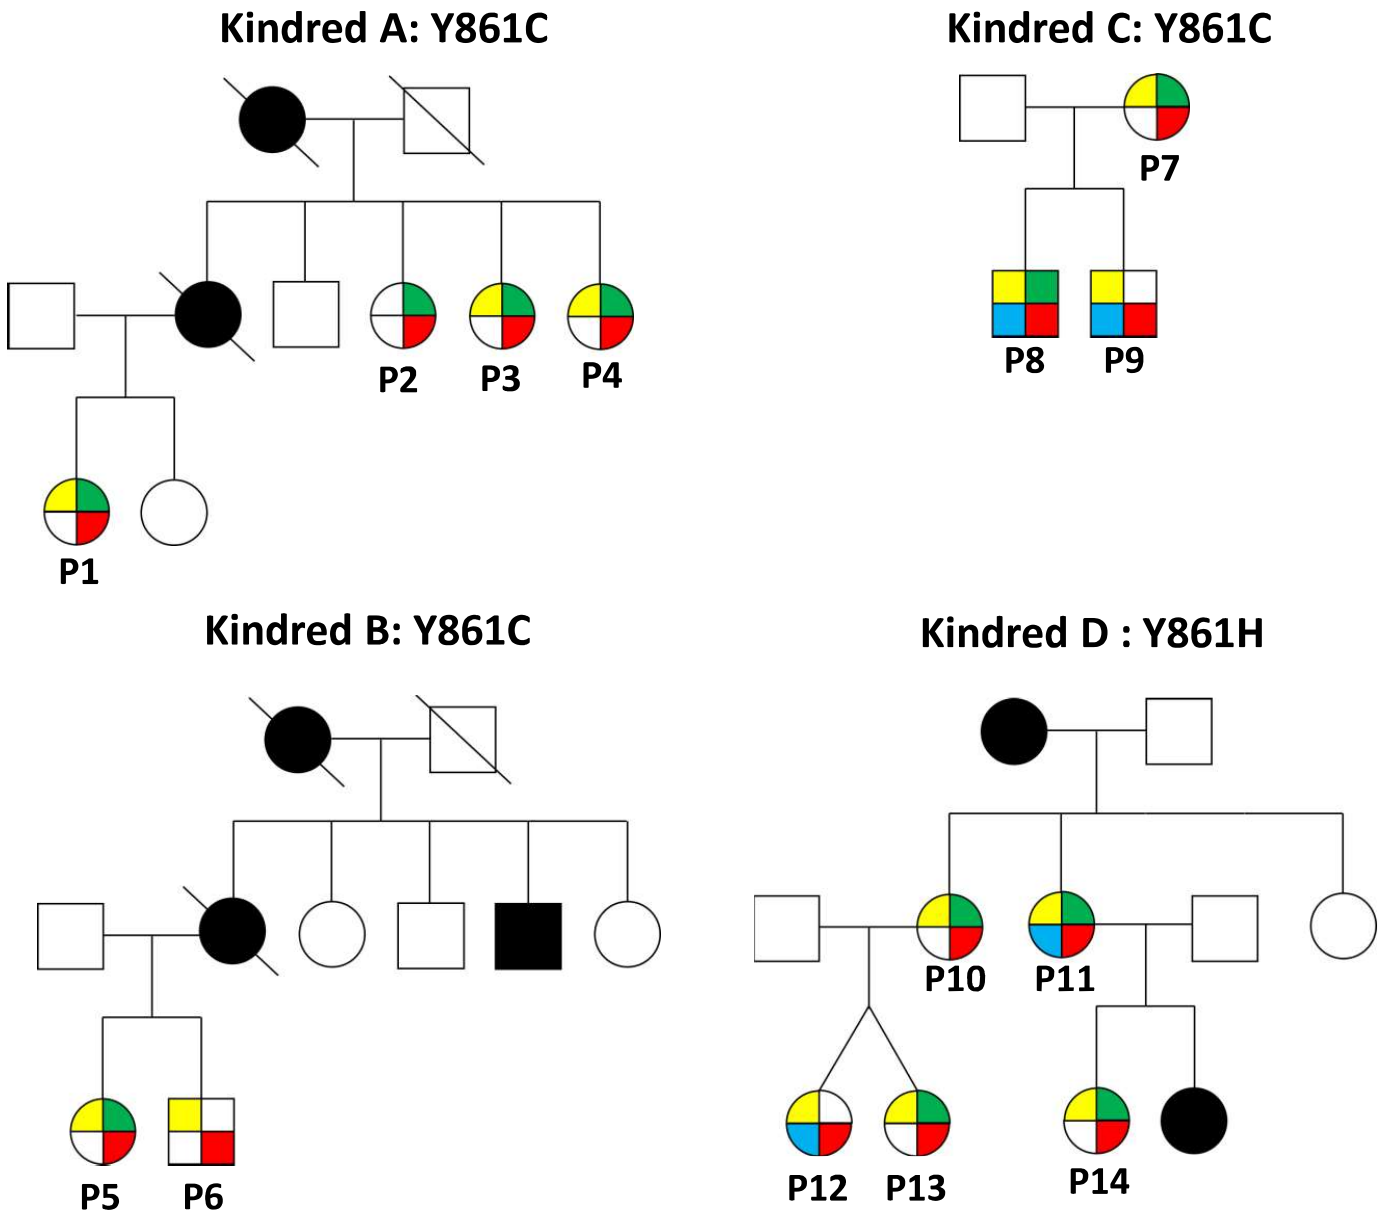 Kindred A: Y861C
P2
P3
P4
P1
Kindred C: Y861C
P7
P8
P9
Kindred B: Y861C
P5
P6
Kindred D : Y861H
P10
P11
P12
P13
P14